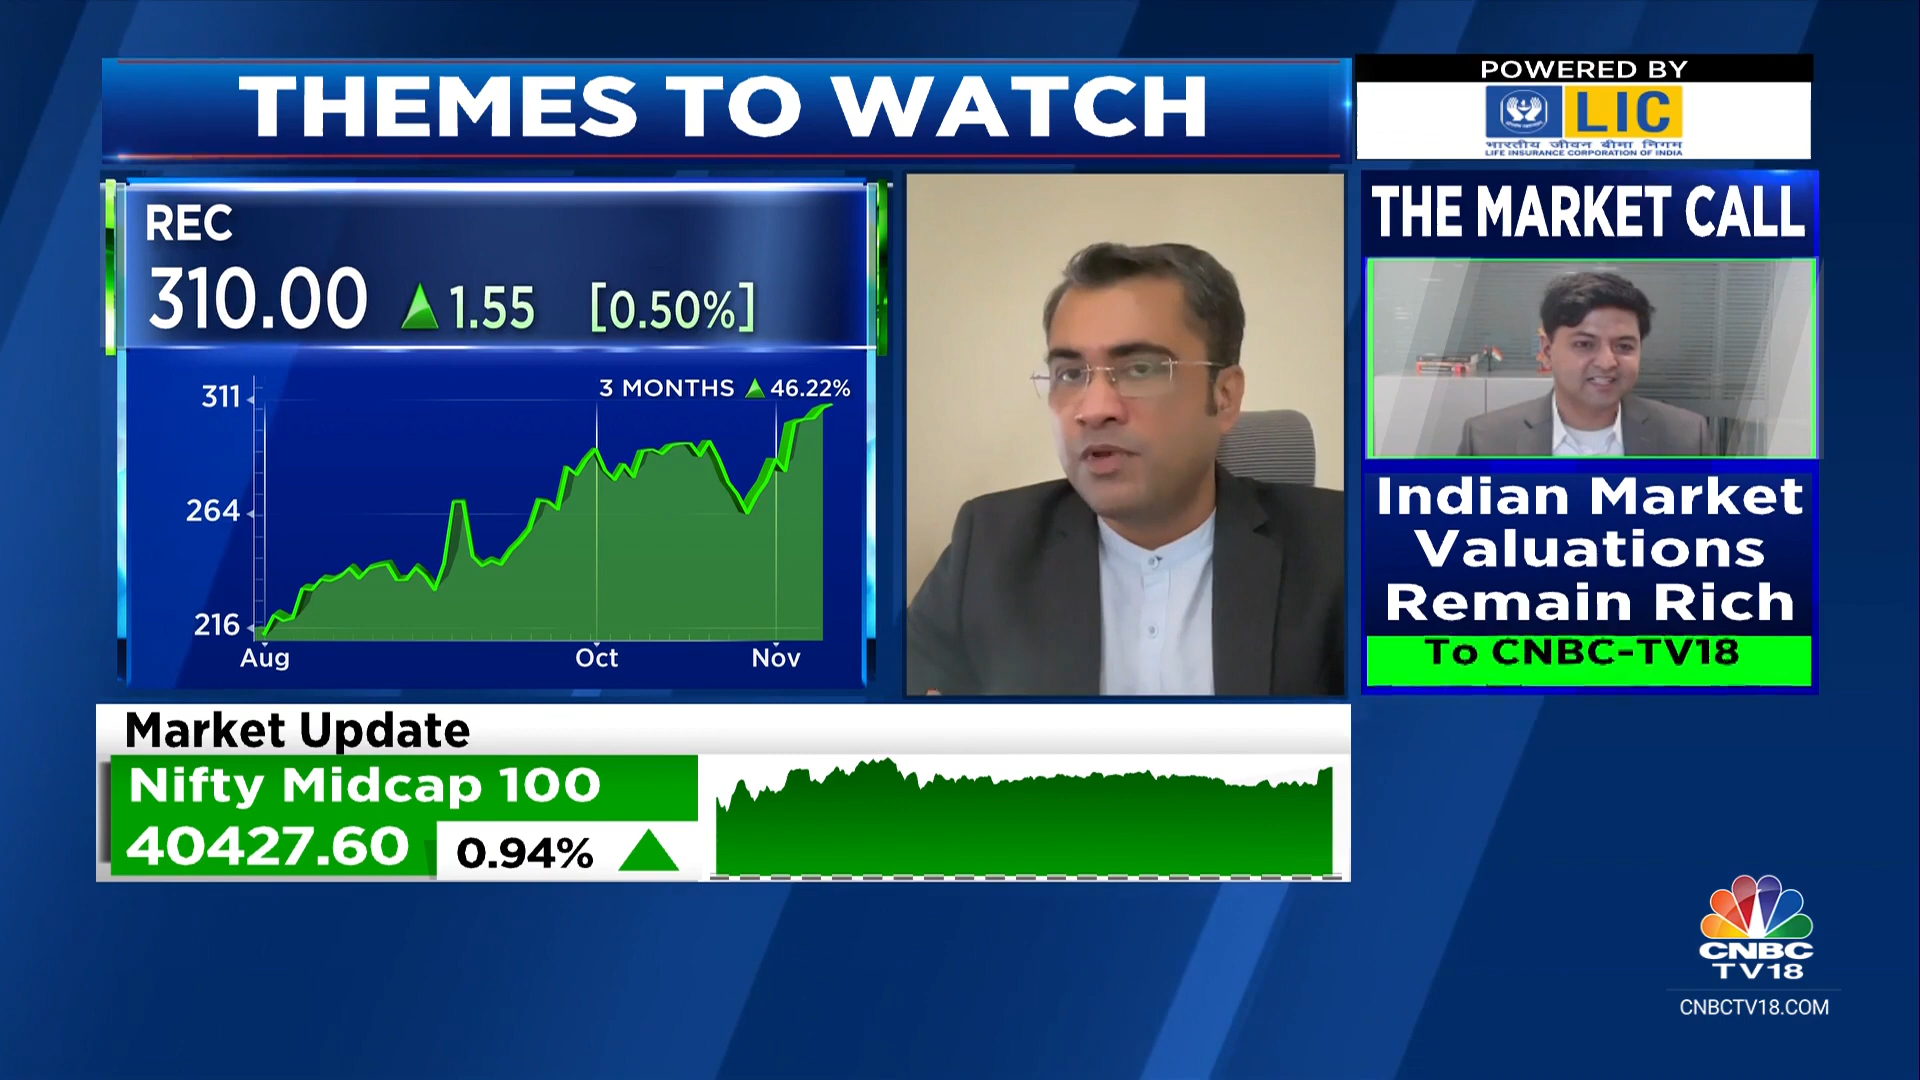 THEMES TO WATCH
POWERED BY
LIC
भारतीय जीवन बीमा निगम
LIFE INSURANCE CORPORATION OF INDIA
REC
310.00 ▲ 1.55 [0.50%]
3 MONTHS ▲ 46.22%
311
264
216
Aug Oct Nov
THE MARKET CALL
Indian Market
Valuations
Remain Rich
To CNBC-TV18
Market Update
Nifty Midcap 100
40427.60 0.94% ▲
CNBC
TV18
CNBCTV18.COM